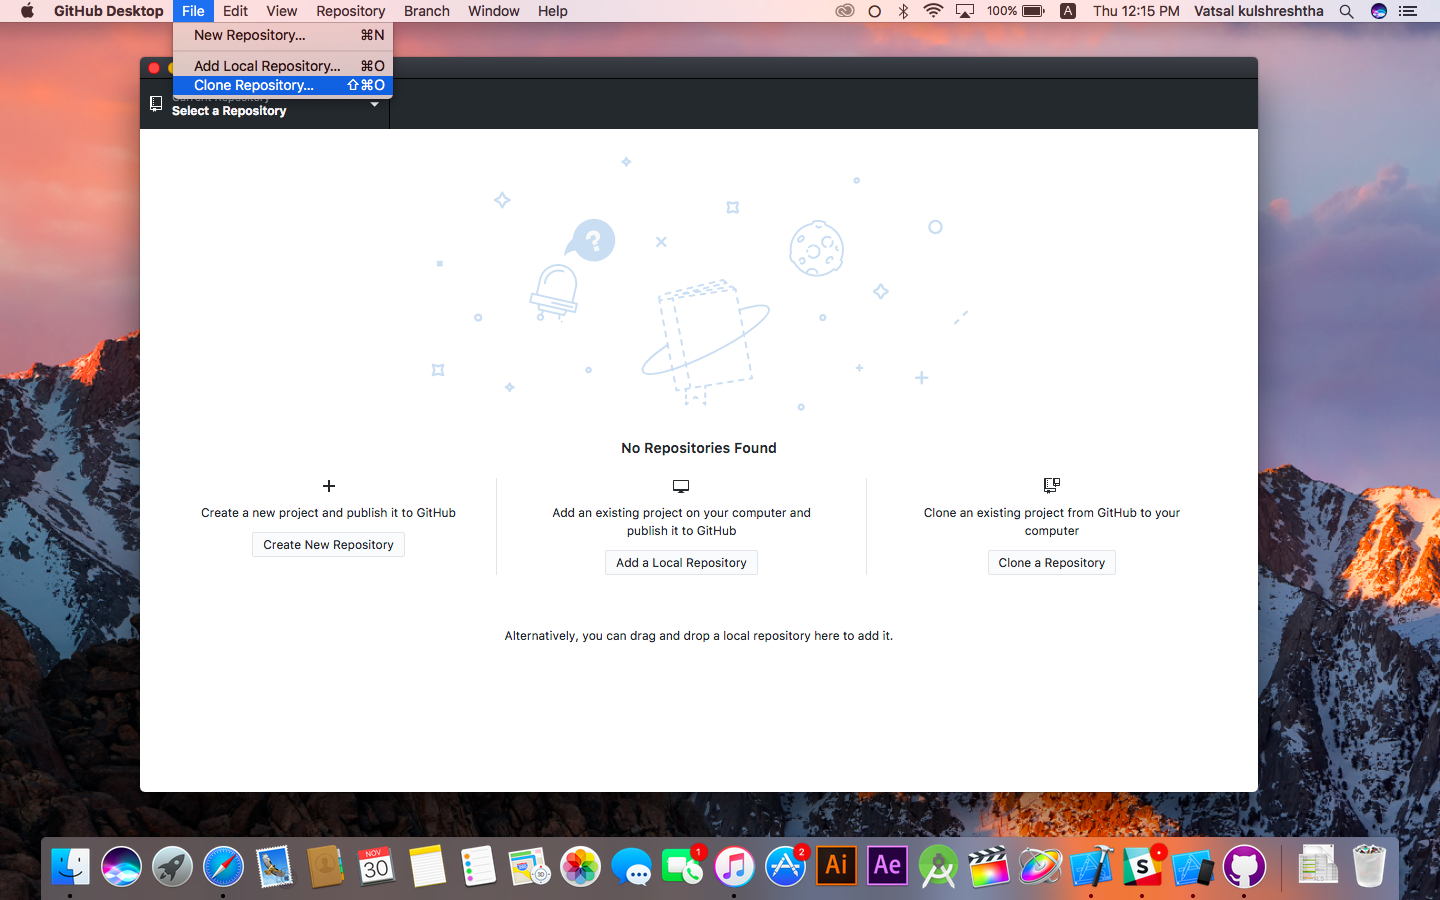 GitHub Desktop File Edit View Repository Branch Window Help 100% A Thu 12:15 PM Vatsal kulshreshtha
New Repository... ⌘N
Add Local Repository... ⌘O
Clone Repository... ⇧⌘O
Current Repository
Select a Repository
?
No Repositories Found
Create a new project and publish it to GitHub
Create New Repository
Add an existing project on your computer and
publish it to GitHub
Add a Local Repository
Clone an existing project from GitHub to your
computer
Clone a Repository
Alternatively, you can drag and drop a local repository here to add it.
NOV
30
1
2
Ai
Ae
S